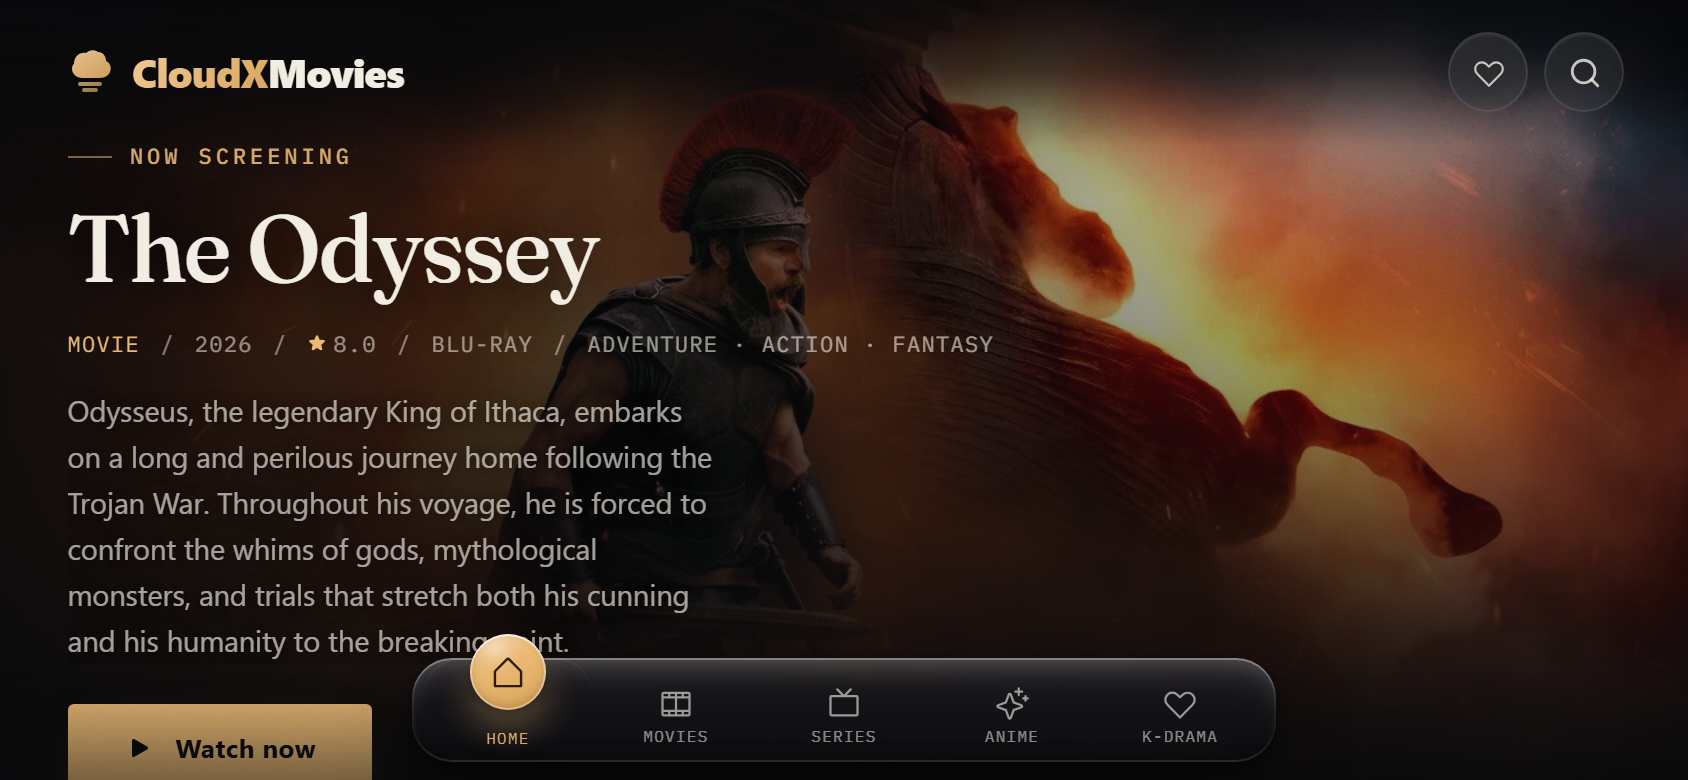 CloudXMovies
NOW SCREENING
The Odyssey
MOVIE / 2026 / ★ 8.0 / BLU-RAY / ADVENTURE · ACTION · FANTASY
Odysseus, the legendary King of Ithaca, embarks
on a long and perilous journey home following the
Trojan War. Throughout his voyage, he is forced to
confront the whims of gods, mythological
monsters, and trials that stretch both his cunning
and his humanity to the breaking
Watch now
HOME
MOVIES
SERIES
ANIME
K-DRAMA